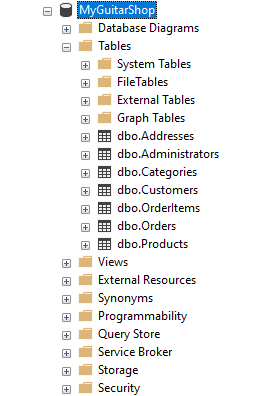 MyGuitarShop
Database Diagrams
Tables
System Tables
FileTables
External Tables
Graph Tables
dbo.Addresses
dbo.Administrators
dbo.Categories
dbo.Customers
dbo.OrderItems
dbo.Orders
dbo.Products
Views
External Resources
Synonyms
Programmability
Query Store
Service Broker
Storage
Security